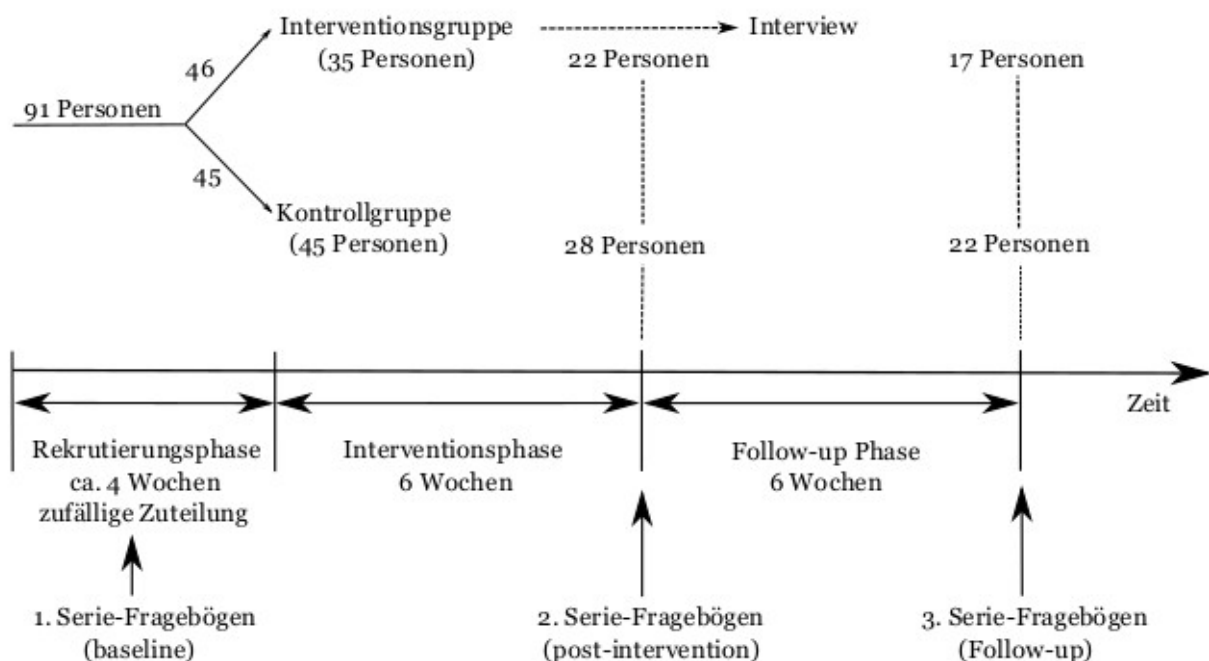 Interventionsgruppe
(35 Personen)
Interview
46
22 Personen
17 Personen
91 Personen
45
Kontrollgruppe
(45 Personen)
28 Personen
22 Personen
Zeit
Rekrutierungsphase
ca. 4 Wochen
zufällige Zuteilung
Interventionsphase
6 Wochen
Follow-up Phase
6 Wochen
1. Serie-Fragebögen
(baseline)
2. Serie-Fragebögen
(post-intervention)
3. Serie-Fragebögen
(Follow-up)